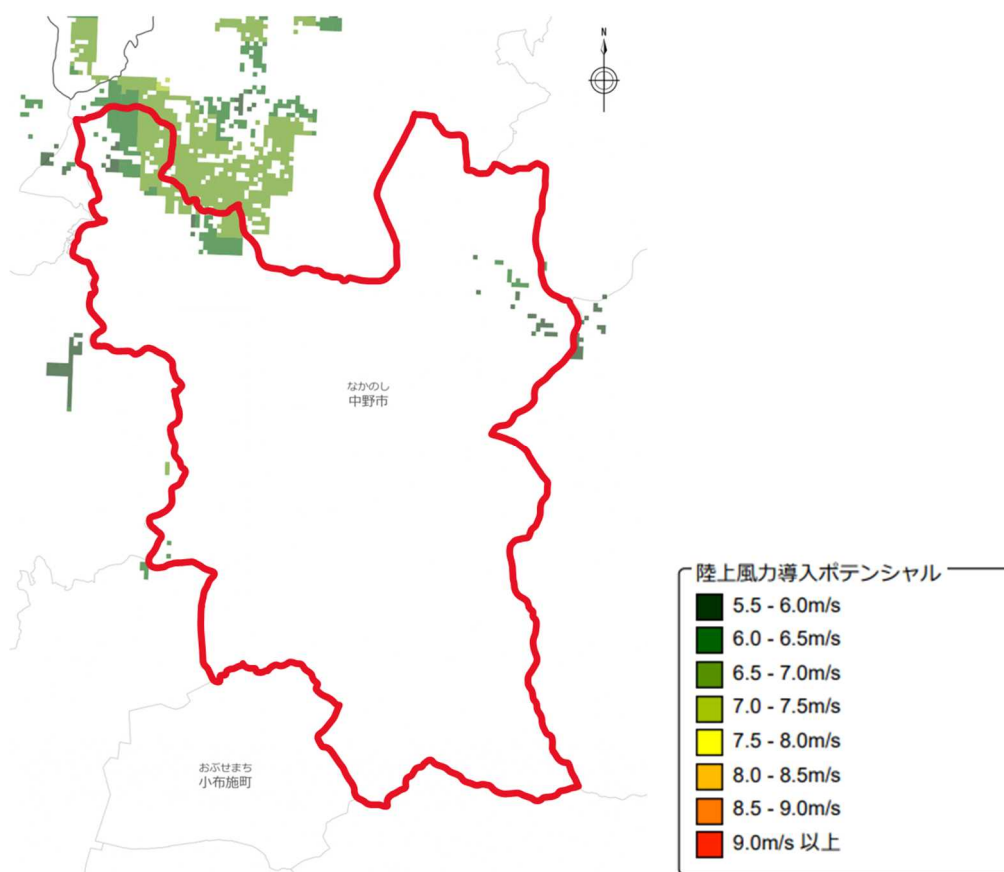 N
なかのし
中野市
おぶせまち
小布施町
陸上風力導入ポテンシャル
5.5 - 6.0m/s
6.0 - 6.5m/s
6.5 - 7.0m/s
7.0 - 7.5m/s
7.5 - 8.0m/s
8.0 - 8.5m/s
8.5 - 9.0m/s
9.0m/s 以上